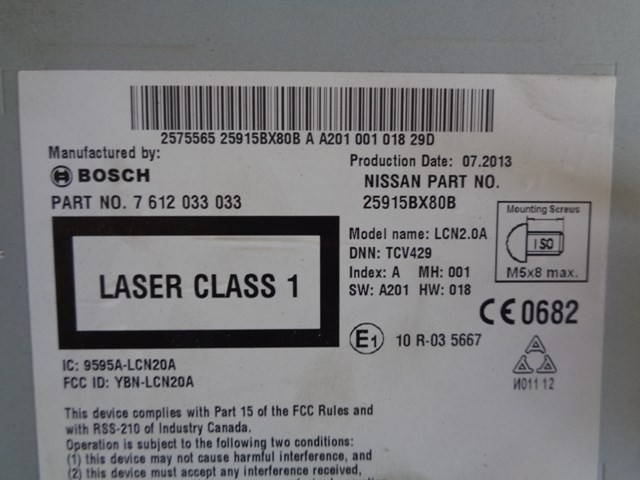 2575565 25915BX80B A A201 001 018 29D
Manufactured by:
BOSCH
PART NO. 7 612 033 033
LASER CLASS 1
IC: 9595A-LCN20A
FCC ID: YBN-LCN20A
This device complies with Part 15 of the FCC Rules and
with RSS-210 of Industry Canada.
Operation is subject to the following two conditions:
(1) this device may not cause harmful interference, and
(2) this device must accept any interference received,
Production Date: 07.2013
NISSAN PART NO.
25915BX80B
Model name: LCN2.0A
DNN: TCV429
Index: A MH: 001
SW: A201 HW: 018
Mounting Screws
ISO
M5x8 max.
CE 0682
E1 10 R-03 5667
И011 12